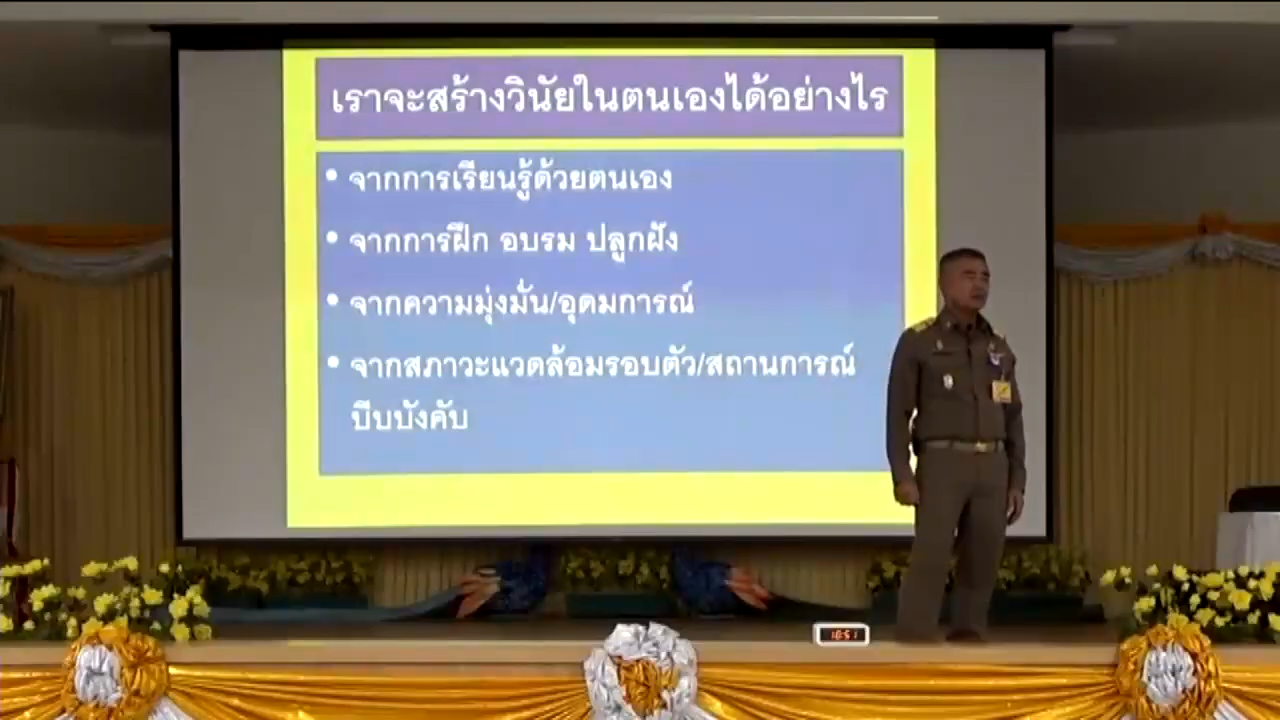 เราจะสร้างวินัยในตนเองได้อย่างไร
• จากการเรียนรู้ด้วยตนเอง
• จากการฝึก อบรม ปลูกฝัง
• จากความมุ่งมั่น/อุดมการณ์
• จากสภาวะแวดล้อมรอบตัว/สถานการณ์
บีบบังคับ
10:51